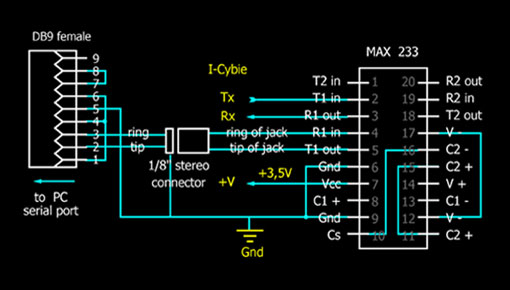 DB9 female
9
8
7
6
5
4
3
2
1
to PC
serial port
ring
tip
1/8" stereo
connector
I-Cybie
Tx
Rx
ring of jack
tip of jack
+3,5V
+V
Gnd
MAX 233
T2 in 1 20 R2 out
T1 in 2 19 R2 in
R1 out 3 18 T2 out
R1 in 4 17 V -
T1 out 5 16 C2 -
Gnd 6 15 C2 +
Vcc 7 14 V +
C1 + 8 13 C1 -
Gnd 9 12 V -
Cs 10 11 C2 +